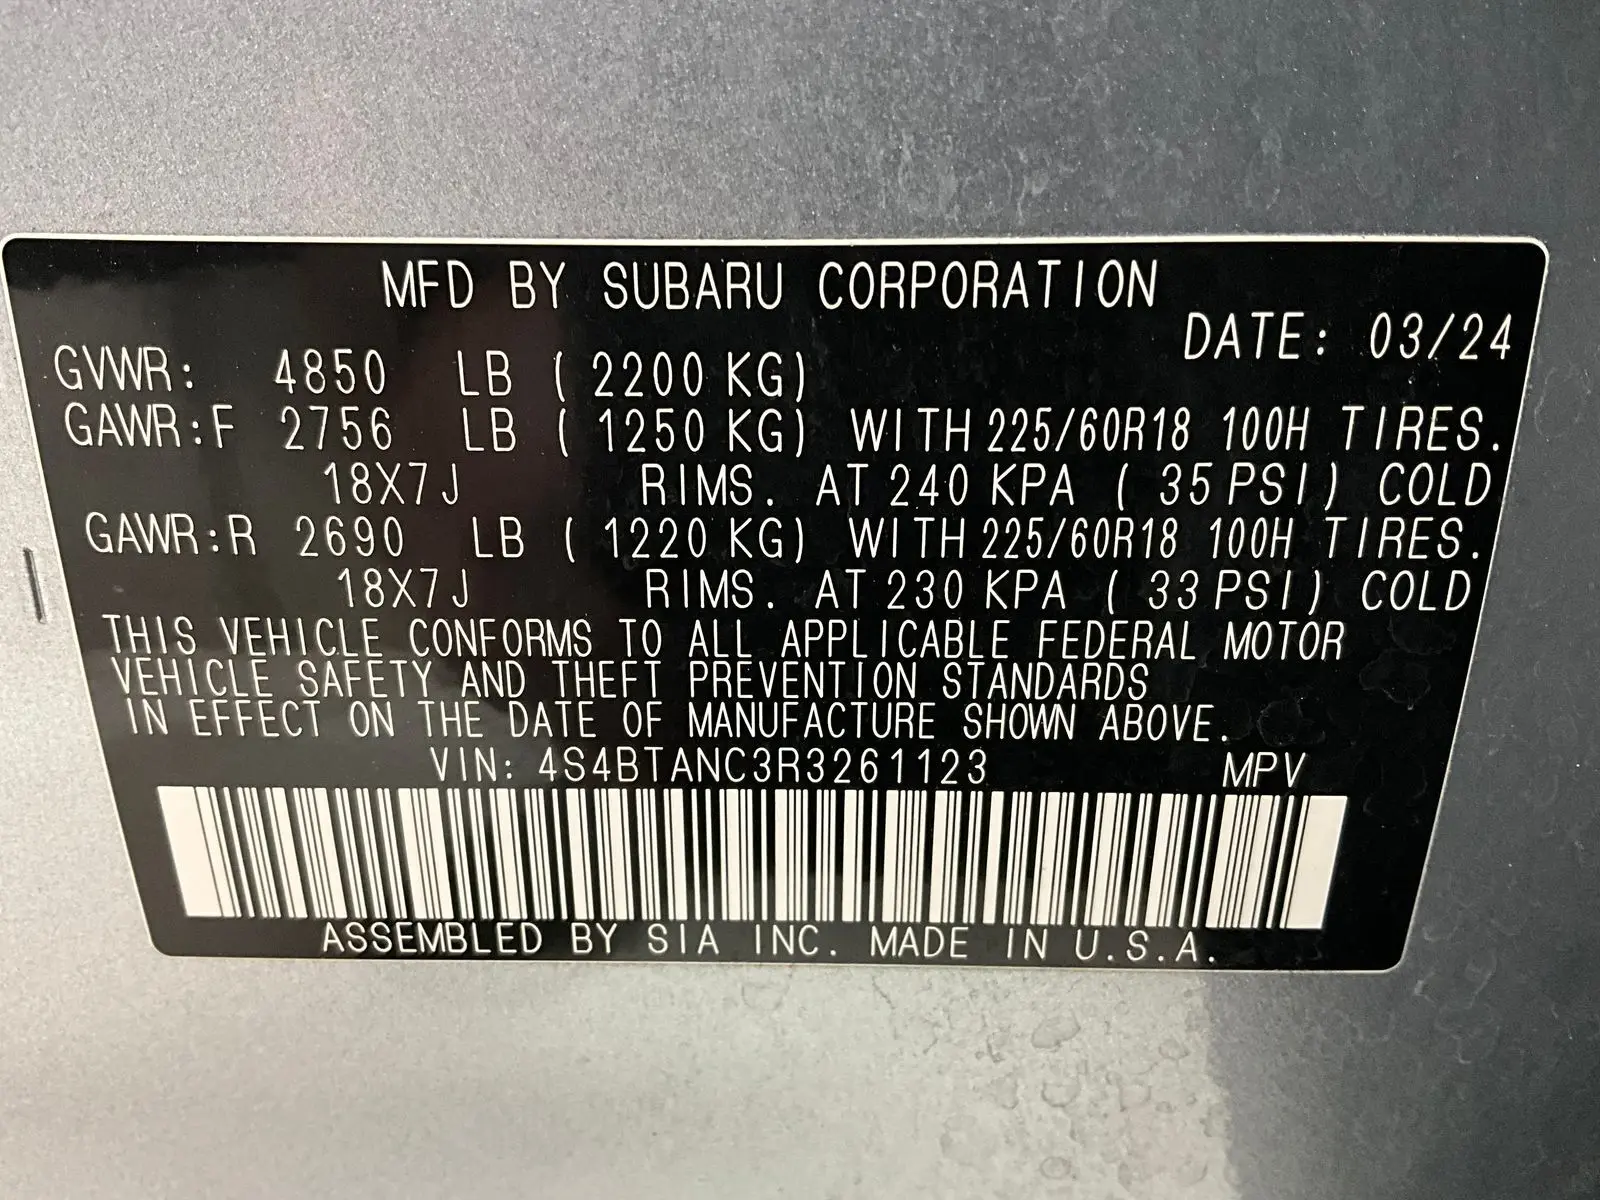 MFD BY SUBARU CORPORATION
DATE: 03/24
GVWR: 4850 LB ( 2200 KG)
GAWR:F 2756 LB ( 1250 KG) WITH 225/60R18 100H TIRES.
18X7J RIMS. AT 240 KPA ( 35 PSI) COLD
GAWR:R 2690 LB ( 1220 KG) WITH 225/60R18 100H TIRES.
18X7J RIMS. AT 230 KPA ( 33 PSI) COLD
THIS VEHICLE CONFORMS TO ALL APPLICABLE FEDERAL MOTOR
VEHICLE SAFETY AND THEFT PREVENTION STANDARDS
IN EFFECT ON THE DATE OF MANUFACTURE SHOWN ABOVE.
VIN: 4S4BTANC3R3261123 MPV
ASSEMBLED BY SIA INC. MADE IN U.S.A.